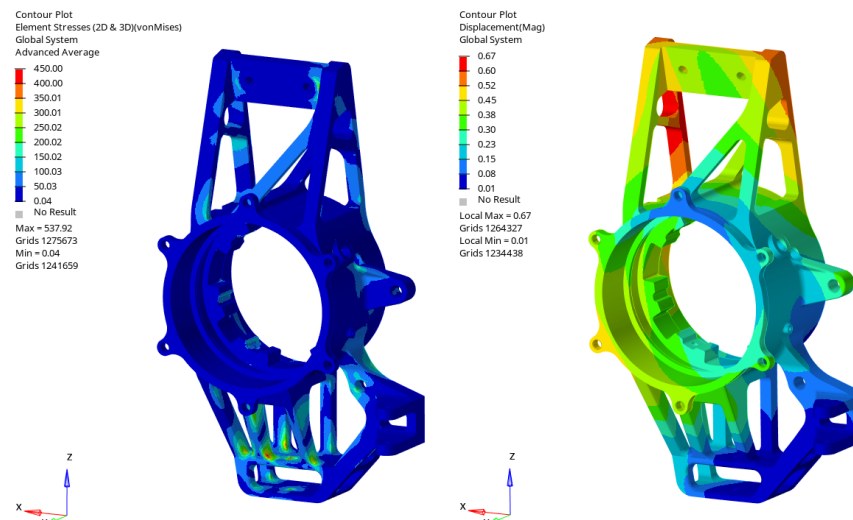 Contour Plot
Element Stresses (2D & 3D)(vonMises)
Global System
Advanced Average
450.00
400.00
350.01
300.01
250.02
200.02
150.02
100.03
50.03
0.04
No Result
Max = 537.92
Grids 1275673
Min = 0.04
Grids 1241659
Z
X
Contour Plot
Displacement(Mag)
Global System
0.67
0.60
0.52
0.45
0.38
0.30
0.23
0.15
0.08
0.01
No Result
Local Max = 0.67
Grids 1264327
Local Min = 0.01
Grids 1234438
Z
X